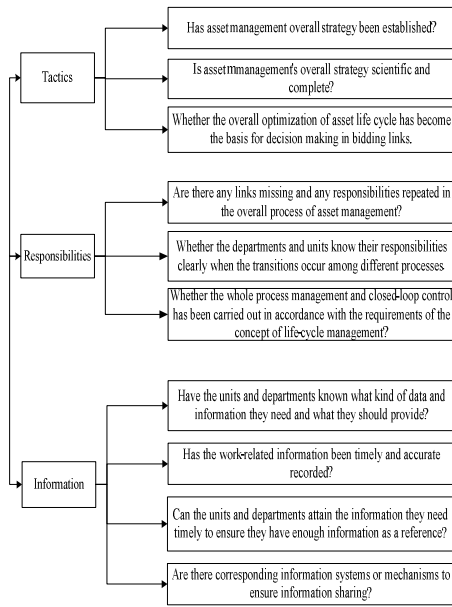 Has asset management overall strategy been established?
Tactics
Is asset mmanagement's overall strategy scientific and
complete?
Whether the overall optimization of asset life cycle has become
the basis for decision making in bidding links.
Are there any links missing and any responsibilities repeated in
the overall process of asset management?
Responsibilities
Whether the departments and units know their responsibilities
clearly when the transitions occur among different processes.
Whether the whole process management and closed-loop control
has been carried out in accordance with the requirements of the
concept of life-cycle management?
Have the units and departments known what kind of data and
information they need and what they should provide?
Information
Has the work-related information been timely and accurate
recorded?
Can the units and departments attain the information they need
timely to ensure they have enough information as a reference?
Are there corresponding information systems or mechanisms to
ensure information sharing?